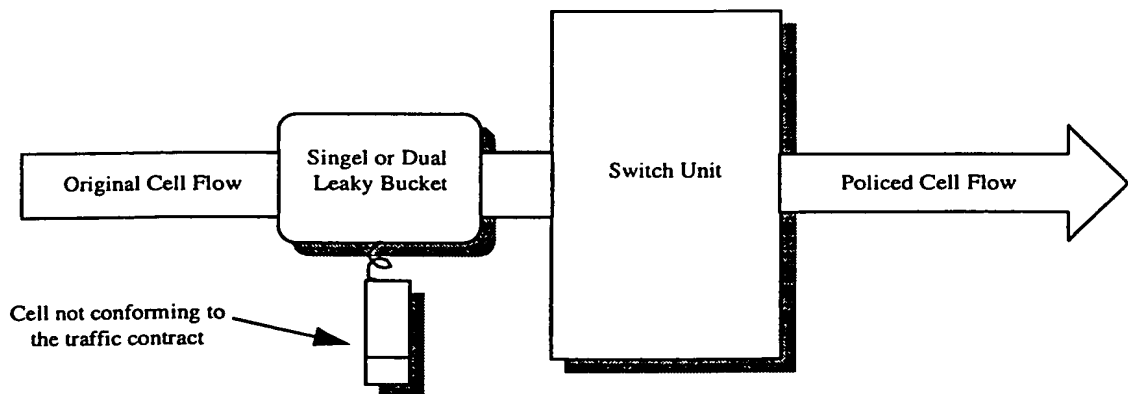 Singel or Dual
Leaky Bucket
Original Cell Flow
Switch Unit
Policed Cell Flow
Cell not conforming to
the traffic contract